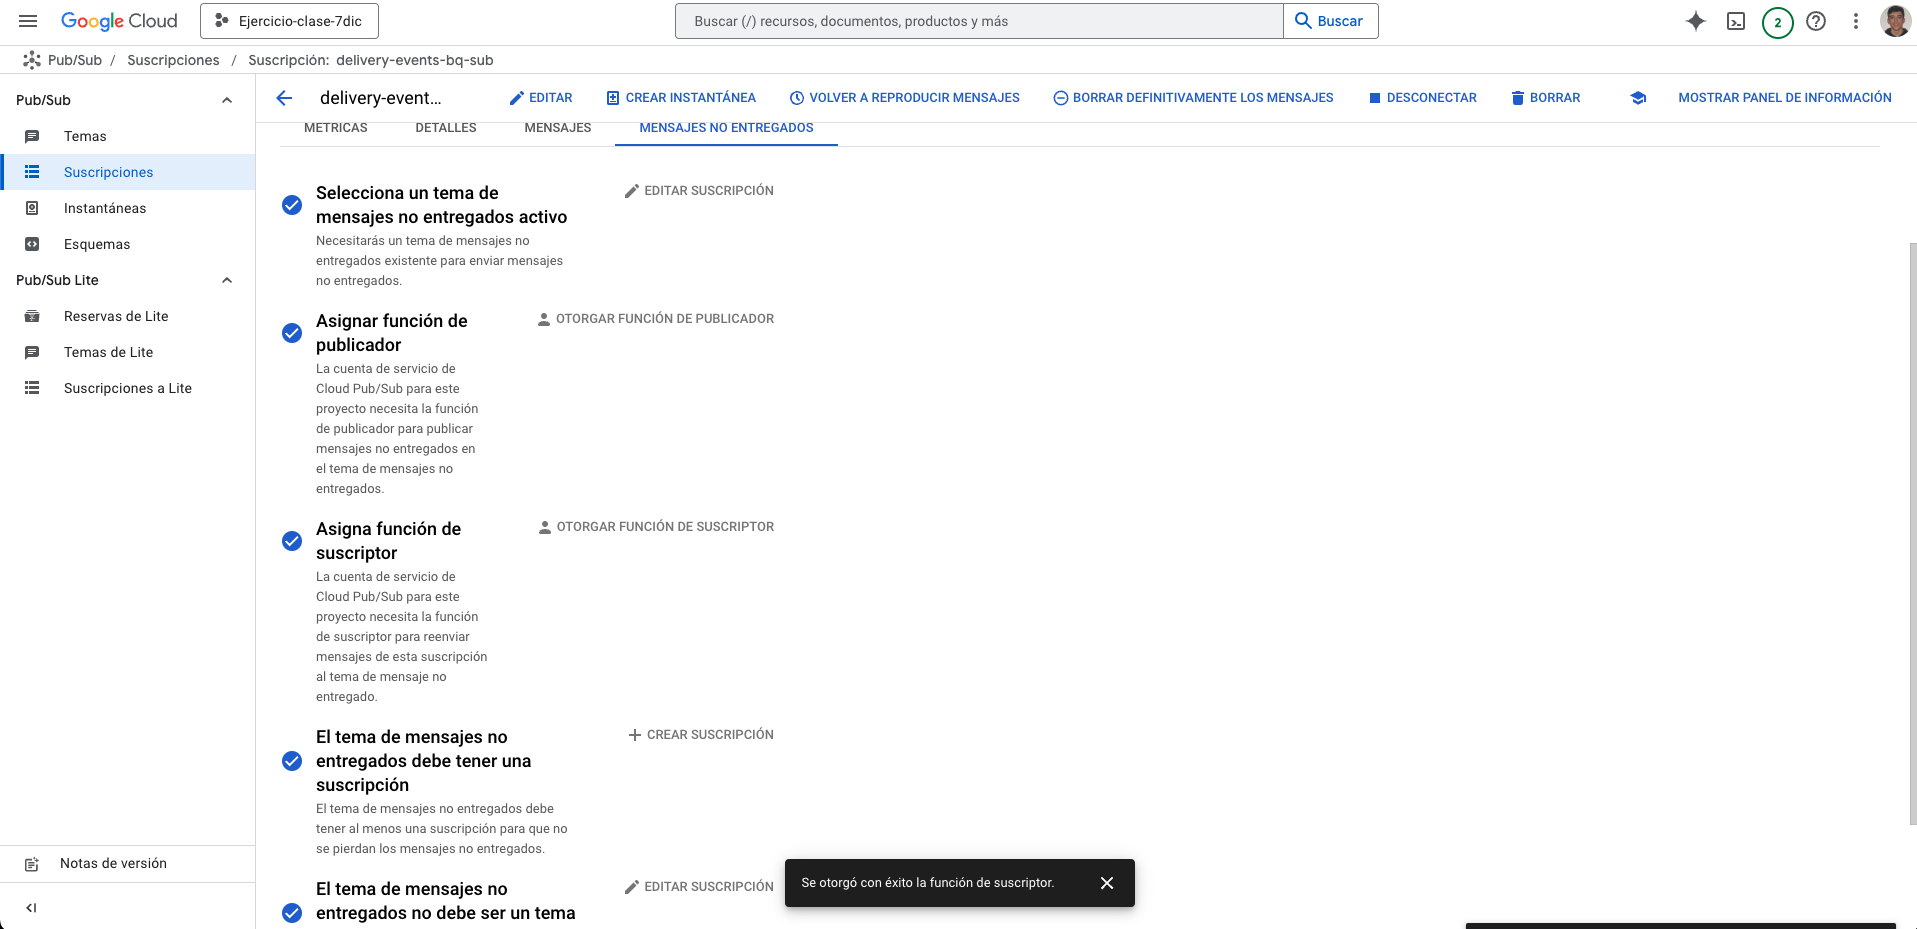 Google Cloud
Ejercicio-clase-7dic
Buscar (/) recursos, documentos, productos y más
Buscar
2
Pub/Sub / Suscripciones / Suscripción: delivery-events-bq-sub
Pub/Sub
Temas
Suscripciones
Instantáneas
Esquemas
Pub/Sub Lite
Reservas de Lite
Temas de Lite
Suscripciones a Lite
Notas de versión
delivery-event...
EDITAR
CREAR INSTANTÁNEA
VOLVER A REPRODUCIR MENSAJES
BORRAR DEFINITIVAMENTE LOS MENSAJES
DESCONECTAR
BORRAR
MOSTRAR PANEL DE INFORMACIÓN
MÉTRICAS
DETALLES
MENSAJES
MENSAJES NO ENTREGADOS
Selecciona un tema de
mensajes no entregados activo
Necesitarás un tema de mensajes no
entregados existente para enviar mensajes
no entregados.
EDITAR SUSCRIPCIÓN
Asignar función de
publicador
La cuenta de servicio de
Cloud Pub/Sub para este
proyecto necesita la función
de publicador para publicar
mensajes no entregados en
el tema de mensajes no
entregados.
OTORGAR FUNCIÓN DE PUBLICADOR
Asigna función de
suscriptor
La cuenta de servicio de
Cloud Pub/Sub para este
proyecto necesita la función
de suscriptor para reenviar
mensajes de esta suscripción
al tema de mensaje no
entregado.
OTORGAR FUNCIÓN DE SUSCRIPTOR
El tema de mensajes no
entregados debe tener una
suscripción
El tema de mensajes no entregados debe
tener al menos una suscripción para que no
se pierdan los mensajes no entregados.
CREAR SUSCRIPCIÓN
El tema de mensajes no
entregados no debe ser un tema
EDITAR SUSCRIPCIÓN
Se otorgó con éxito la función de suscriptor.